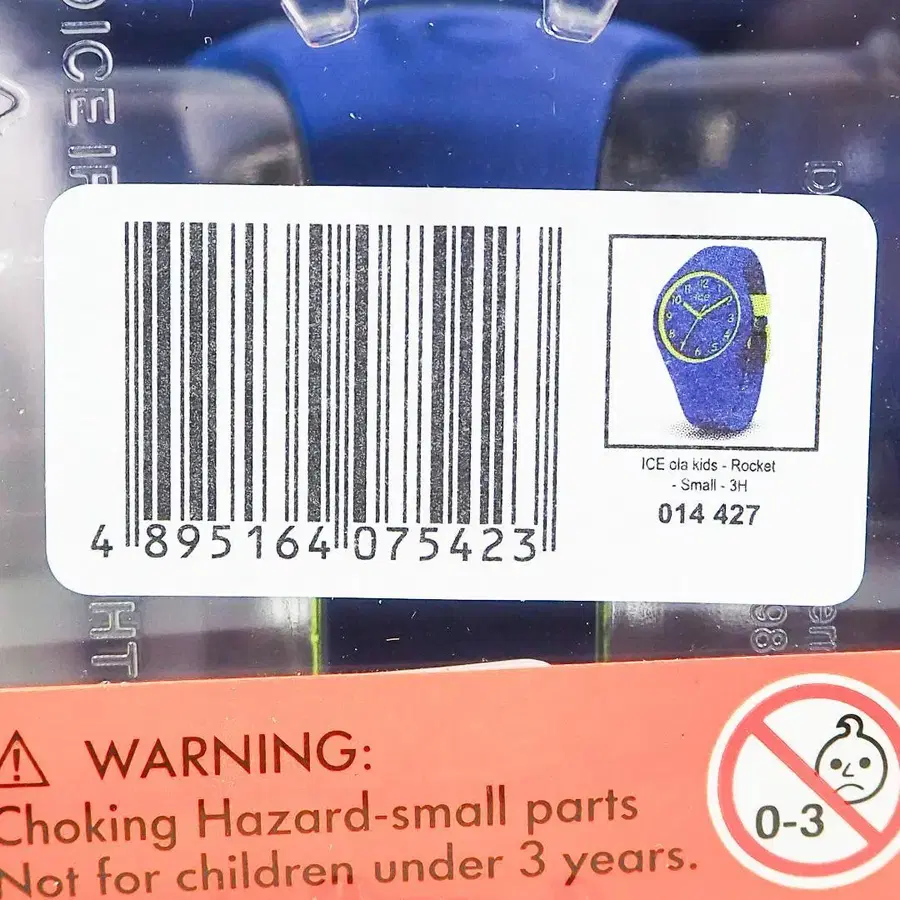 4 895164 075423
ICE ola kids - Rocket
- Small - 3H
014 427
WARNING:
Choking Hazard-small parts
Not for children under 3 years.
0-3